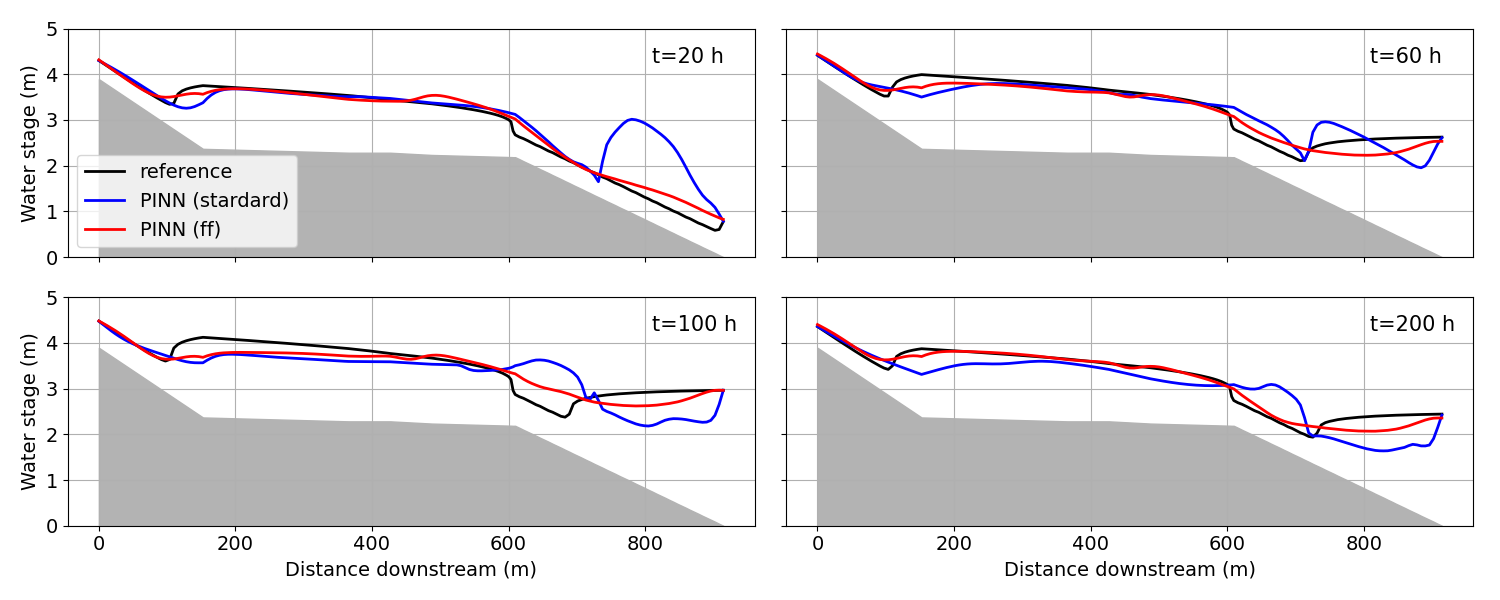 t=20 h
5
4
3
2
1
0
Water stage (m)
reference
PINN (stardard)
PINN (ff)
t=60 h
t=100 h
5
4
3
2
1
0
Water stage (m)
0 200 400 600 800
Distance downstream (m)
t=200 h
0 200 400 600 800
Distance downstream (m)